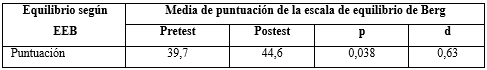 Equilibrio según
EEB
Media de puntuación de la escala de equilibrio de Berg
Pretest Postest p d
Puntuación 39,7 44,6 0,038 0,63